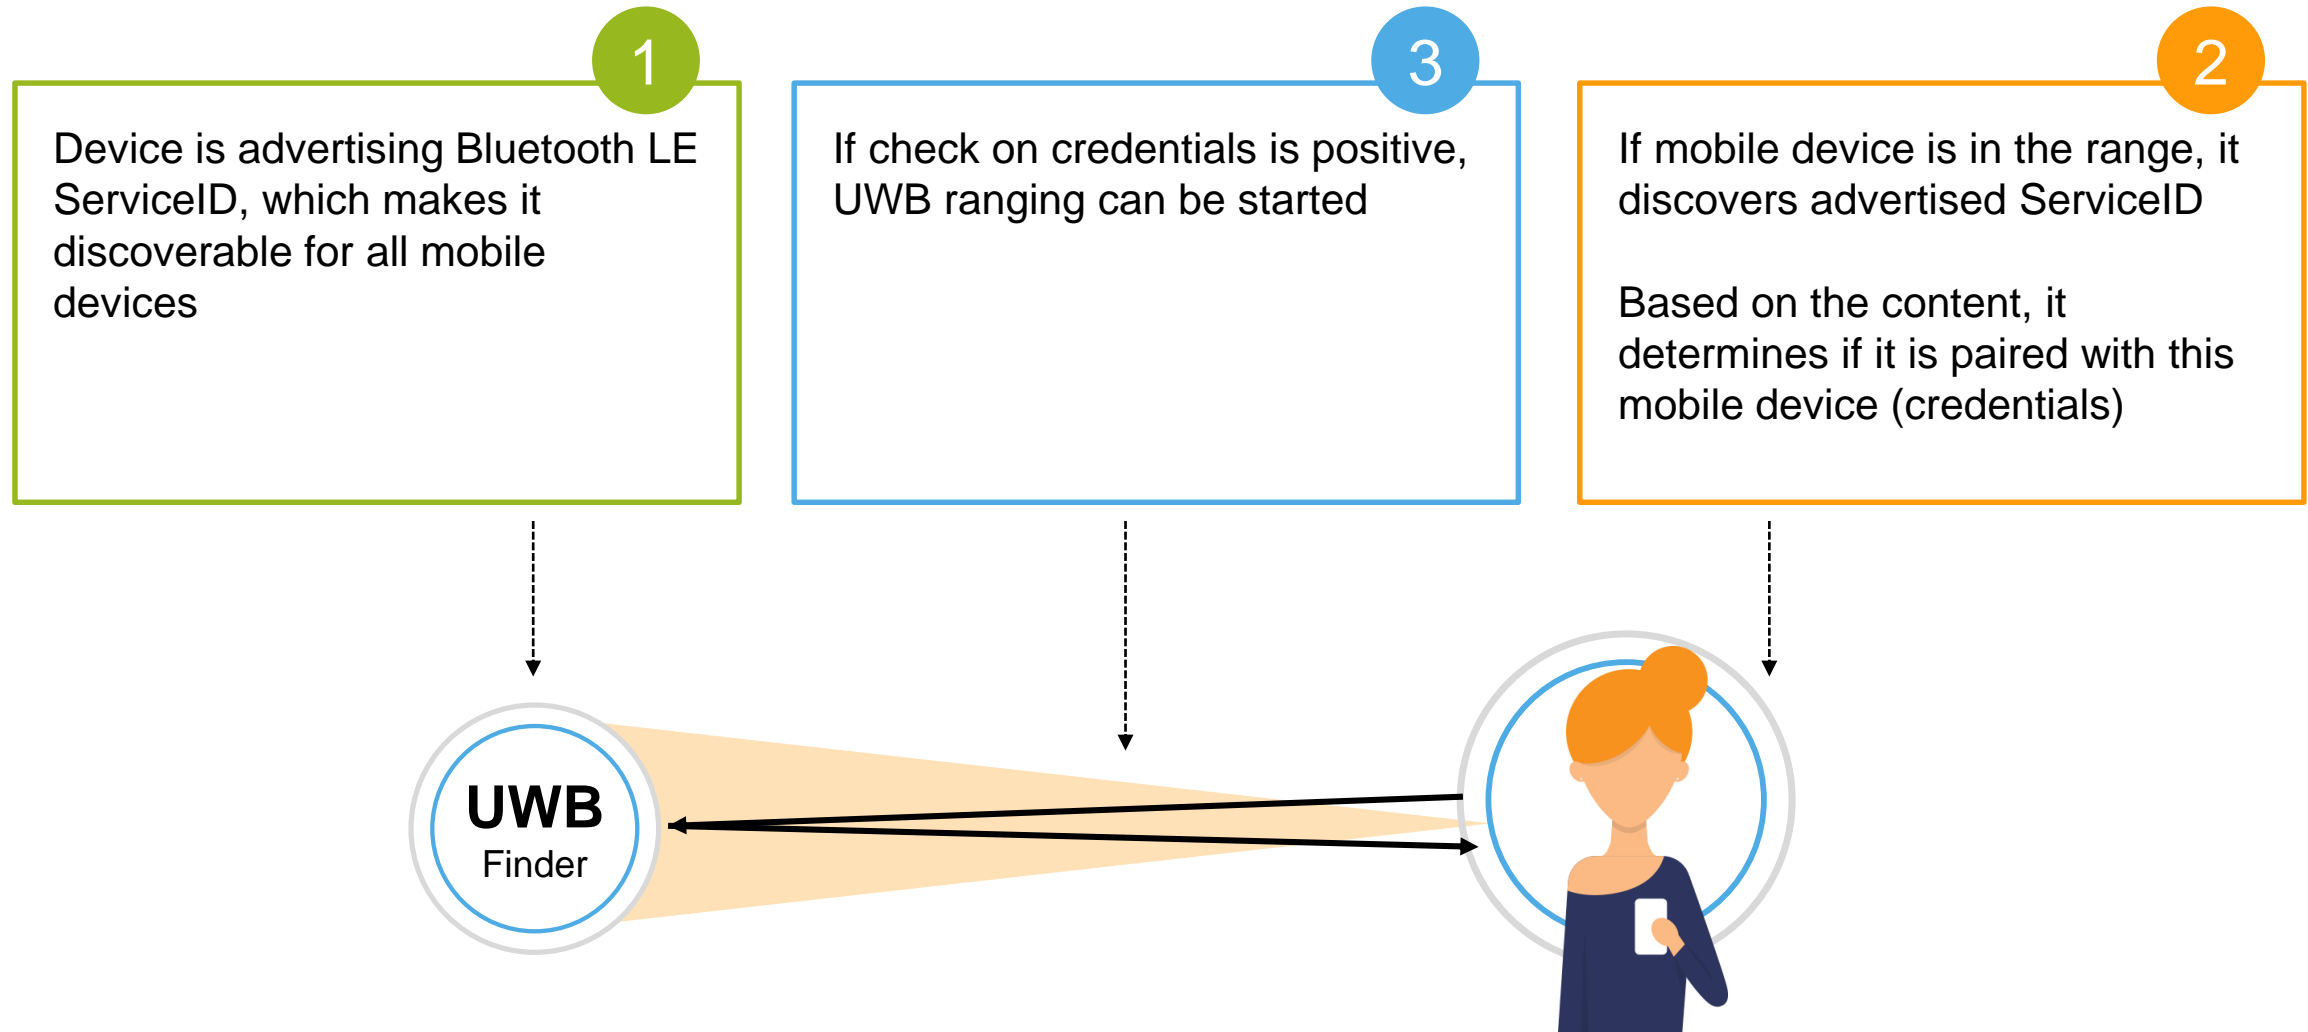 1
Device is advertising Bluetooth LE
ServiceID, which makes it
discoverable for all mobile
devices
3
If check on credentials is positive,
UWB ranging can be started
2
If mobile device is in the range, it
discovers advertised ServiceID
Based on the content, it
determines if it is paired with this
mobile device (credentials)
UWB
Finder